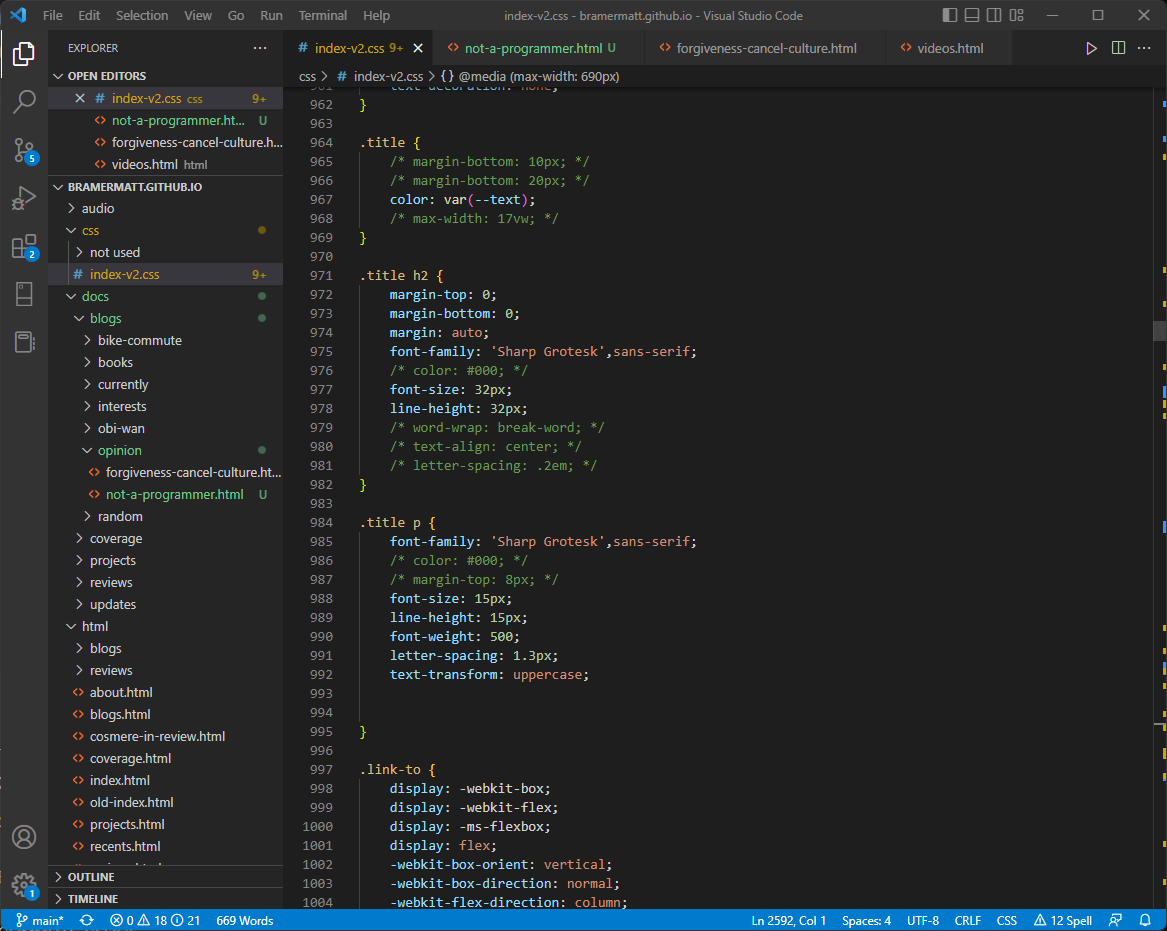 File Edit Selection View Go Run Terminal Help index-v2.css - bramermatt.github.io - Visual Studio Code
EXPLORER ...
OPEN EDITORS
index-v2.css css 9+
not-a-programmer.ht... U
forgiveness-cancel-culture.h...
videos.html html
BRAMERMATT.GITHUB.IO
audio
css
not used
# index-v2.css 9+
docs
blogs
bike-commute
books
currently
interests
obi-wan
opinion
forgiveness-cancel-culture.ht...
not-a-programmer.html U
random
coverage
projects
reviews
updates
html
blogs
reviews
about.html
blogs.html
cosmere-in-review.html
coverage.html
index.html
old-index.html
projects.html
recents.html
OUTLINE
TIMELINE
5
2
1
# index-v2.css 9+ not-a-programmer.html U forgiveness-cancel-culture.html videos.html
css > # index-v2.css > {} @media (max-width: 690px)
961 text-decoration: none;
962 }
963
964 .title {
965 /* margin-bottom: 10px; */
966 /* margin-bottom: 20px; */
967 color: var(--text);
968 /* max-width: 17vw; */
969 }
970
971 .title h2 {
972 margin-top: 0;
973 margin-bottom: 0;
974 margin: auto;
975 font-family: 'Sharp Grotesk',sans-serif;
976 /* color: #000; */
977 font-size: 32px;
978 line-height: 32px;
979 /* word-wrap: break-word; */
980 /* text-align: center; */
981 /* letter-spacing: .2em; */
982 }
983
984 .title p {
985 font-family: 'Sharp Grotesk',sans-serif;
986 /* color: #000; */
987 /* margin-top: 8px; */
988 font-size: 15px;
989 line-height: 15px;
990 font-weight: 500;
991 letter-spacing: 1.3px;
992 text-transform: uppercase;
993
994
995 }
996
997 .link-to {
998 display: -webkit-box;
999 display: -webkit-flex;
1000 display: -ms-flexbox;
1001 display: flex;
1002 -webkit-box-orient: vertical;
1003 -webkit-box-direction: normal;
1004 -webkit-flex-direction: column;
main* 0 18 21 669 Words Ln 2592, Col 1 Spaces: 4 UTF-8 CRLF CSS 12 Spell